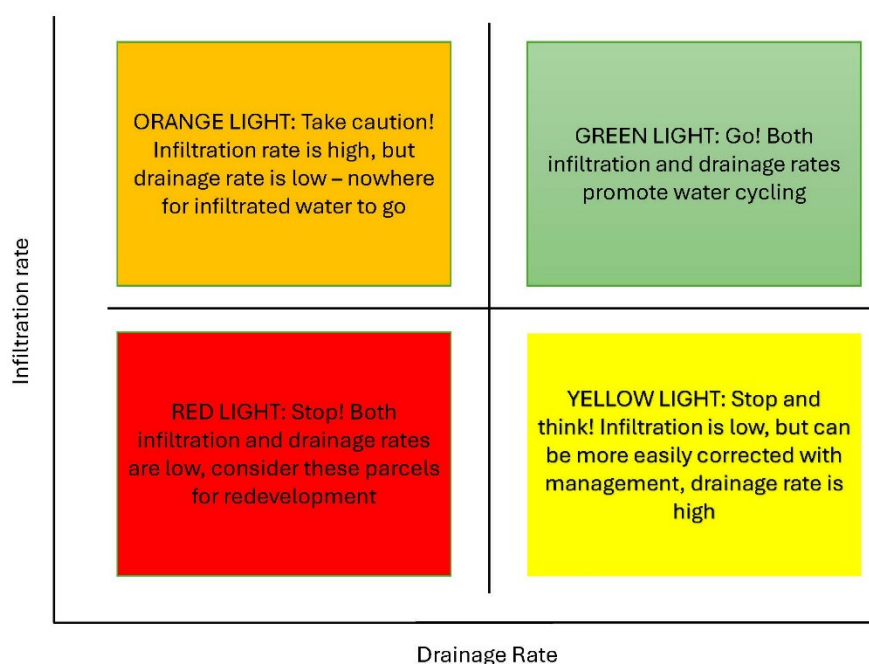 ORANGE LIGHT: Take caution!
Infiltration rate is high, but
drainage rate is low – nowhere
for infiltrated water to go
GREEN LIGHT: Go! Both
infiltration and drainage rates
promote water cycling
Infiltration rate
RED LIGHT: Stop! Both
infiltration and drainage rates
are low, consider these parcels
for redevelopment
YELLOW LIGHT: Stop and
think! Infiltration is low, but can
be more easily corrected with
management, drainage rate is
high
Drainage Rate